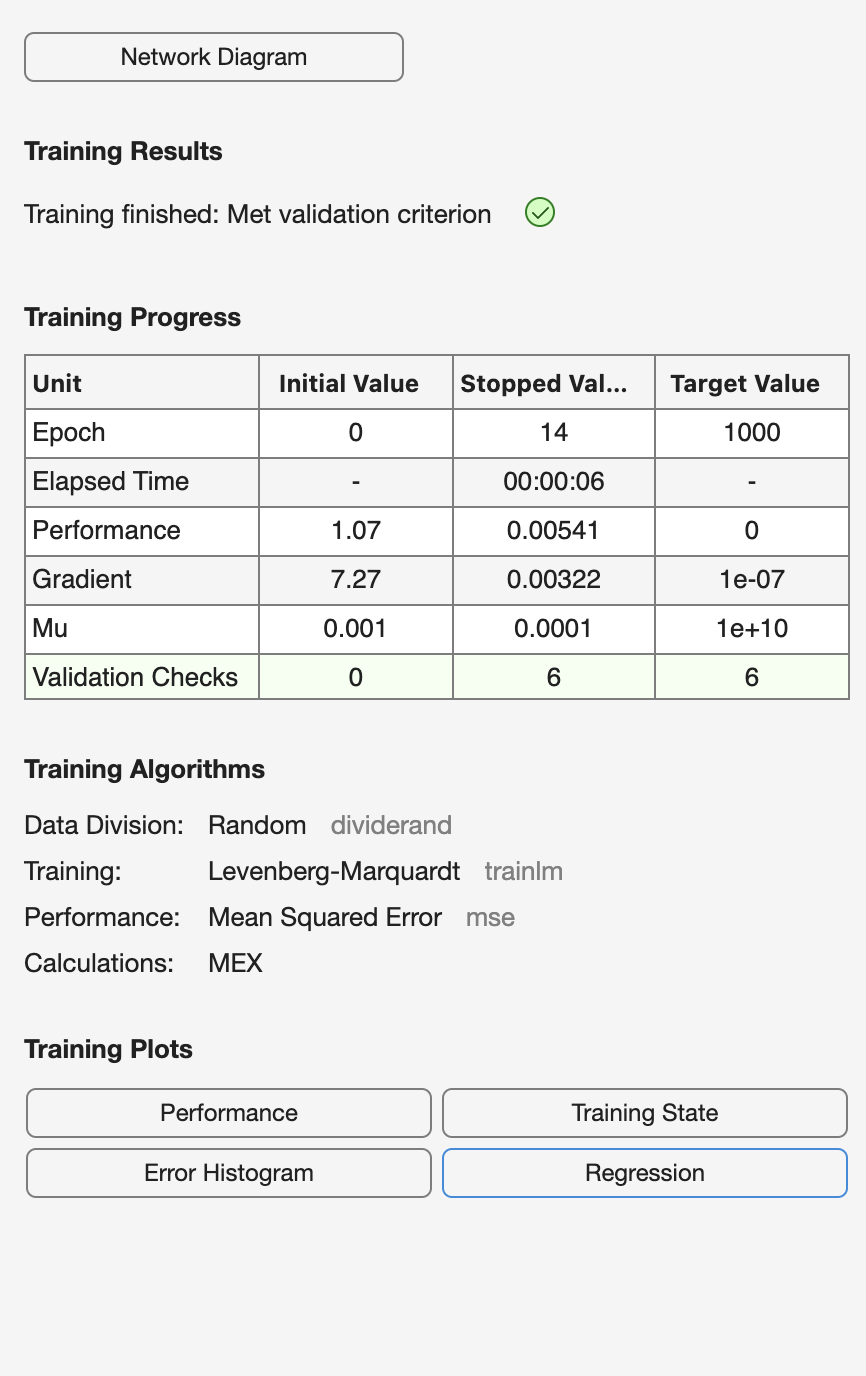 Network Diagram
Training Results
Training finished: Met validation criterion
Training Progress
Unit Initial Value Stopped Val... Target Value
Epoch 0 14 1000
Elapsed Time - 00:00:06 -
Performance 1.07 0.00541 0
Gradient 7.27 0.00322 1e-07
Mu 0.001 0.0001 1e+10
Validation Checks 0 6 6
Training Algorithms
Data Division: Random dividerand
Training: Levenberg-Marquardt trainlm
Performance: Mean Squared Error mse
Calculations: MEX
Training Plots
Performance Training State
Error Histogram Regression